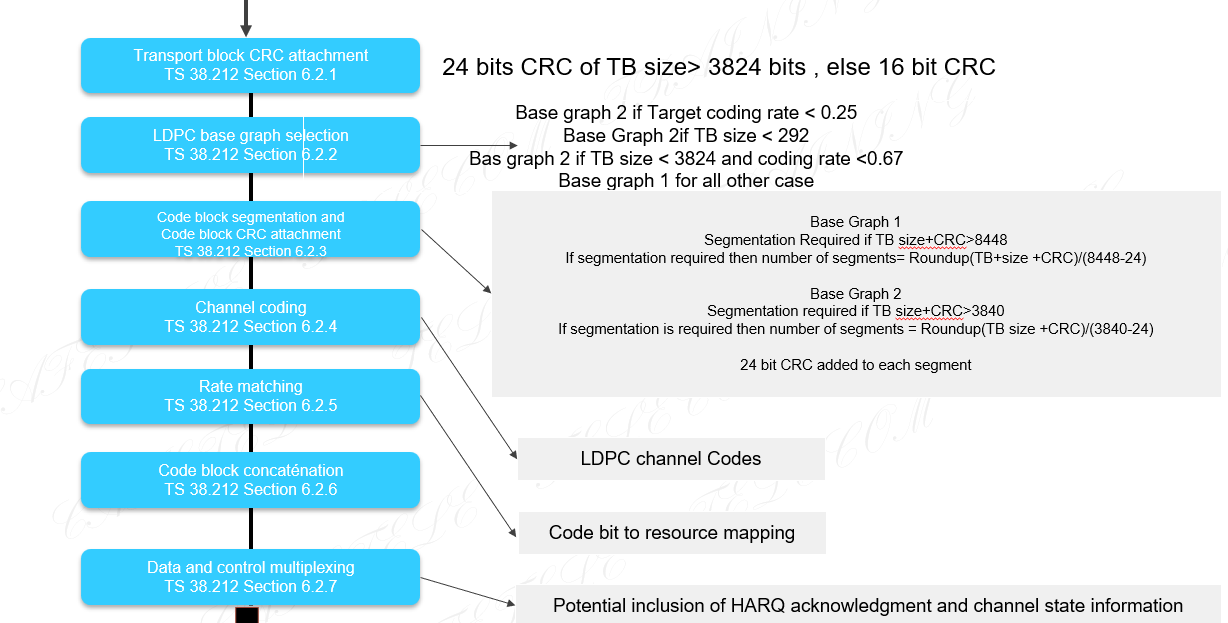 Transport block CRC attachment
TS 38.212 Section 6.2.1
24 bits CRC of TB size> 3824 bits , else 16 bit CRC
LDPC base graph selection
TS 38.212 Section 6.2.2
Base graph 2 if Target coding rate < 0.25
Base Graph 2if TB size < 292
Bas graph 2 if TB size < 3824 and coding rate <0.67
Base graph 1 for all other case
Code block segmentation and
Code block CRC attachment
TS 38.212 Section 6.2.3
Base Graph 1
Segmentation Required if TB size+CRC>8448
If segmentation required then number of segments= Roundup(TB+size +CRC)/(8448-24)
Base Graph 2
Segmentation required if TB size+CRC>3840
If segmentation is required then number of segments = Roundup(TB size +CRC)/(3840-24)
24 bit CRC added to each segment
Channel coding
TS 38.212 Section 6.2.4
LDPC channel Codes
Rate matching
TS 38.212 Section 6.2.5
Code bit to resource mapping
Code block concaténation
TS 38.212 Section 6.2.6
Data and control multiplexing
TS 38.212 Section 6.2.7
Potential inclusion of HARQ acknowledgment and channel state information